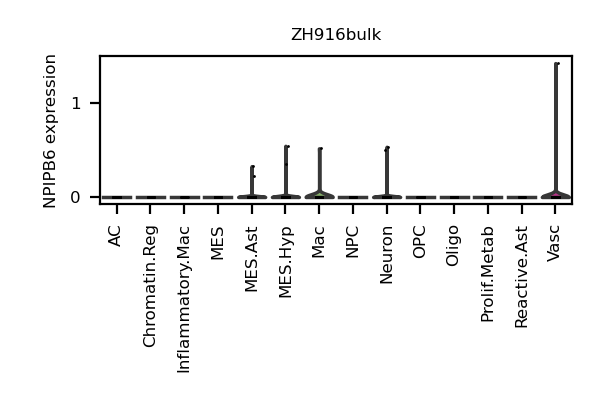 ZH916bulk
NPIPB6 expression
1
0
AC
Chromatin.Reg
Inflammatory.Mac
MES
MES.Ast
MES.Hyp
Mac
NPC
Neuron
OPC
Oligo
Prolif.Metab
Reactive.Ast
Vasc